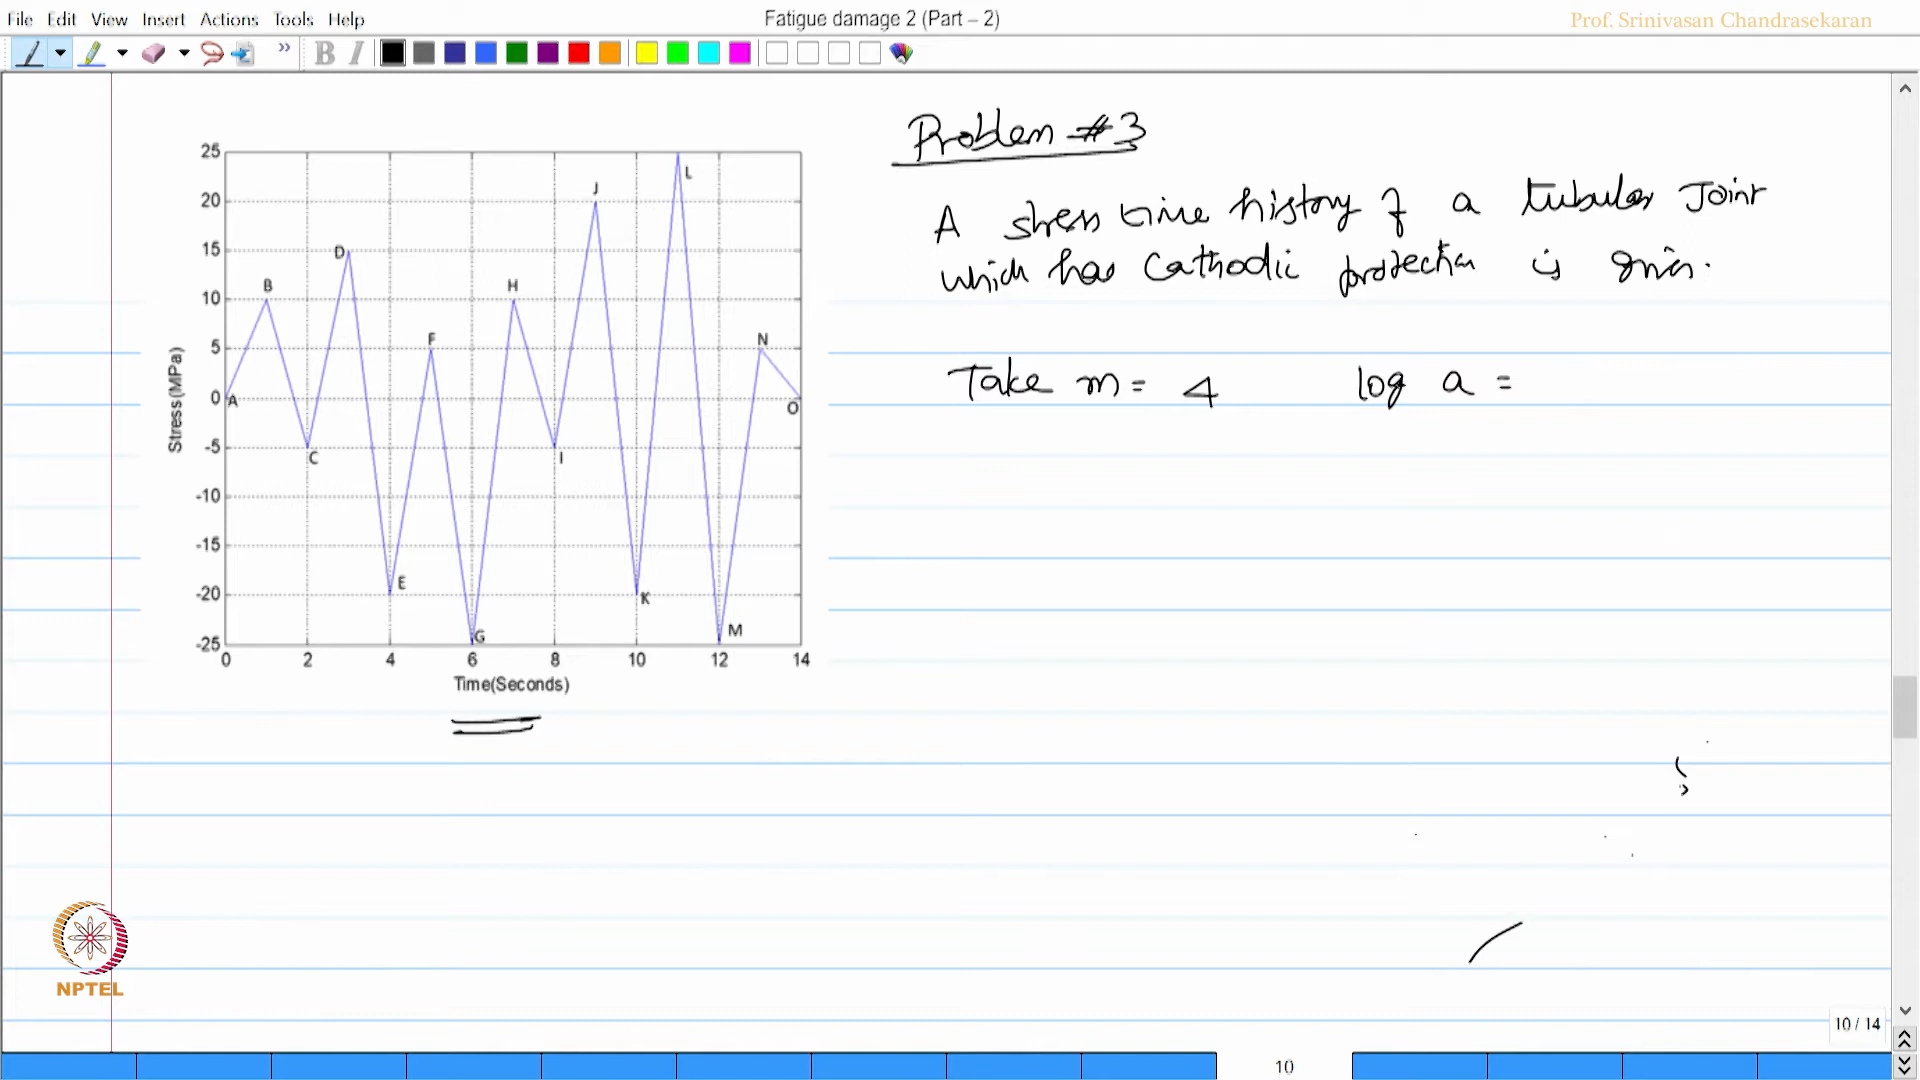 File Edit View Insert Actions Tools Help
Fatigue damage 2 (Part – 2)
Prof. Srinivasan Chandrasekaran
B I
Problem #3
A stress time history of a tubular Joint
which has Cathodic protection is given.
Take m = 4 log a =
25
20
15
10
5
0
-5
-10
-15
-20
-25
Stress(MPa)
A
B
C
D
E
F
G
H
I
J
K
L
M
N
O
0 2 4 6 8 10 12 14
Time(Seconds)
NPTEL
10 / 14
10